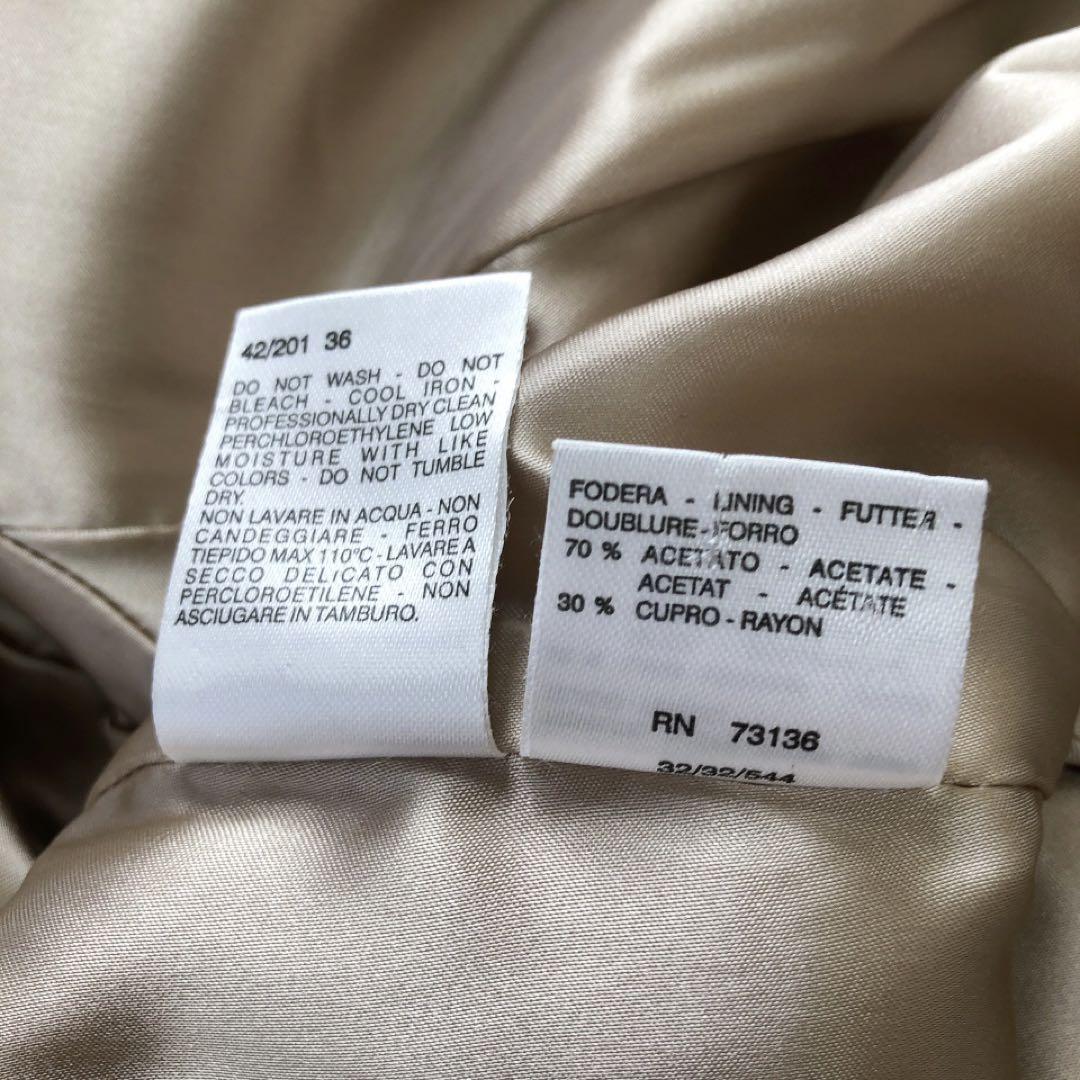 42/201 36
DO NOT WASH - DO NOT
BLEACH - COOL IRON -
PROFESSIONALLY DRY CLEAN
PERCHLOROETHYLENE LOW
MOISTURE WITH LIKE
COLORS - DO NOT TUMBLE
DRY.
NON LAVARE IN ACQUA - NON
CANDEGGIARE - FERRO
TIEPIDO MAX 110°C - LAVARE A
SECCO DELICATO CON
PERCLOROETILENE - NON
ASCIUGARE IN TAMBURO.
FODERA - LINING - FUTTER -
DOUBLURE - FORRO
70 % ACETATO - ACETATE -
ACETAT - ACÉTATE
30 % CUPRO - RAYON
RN 73136
32/32/544